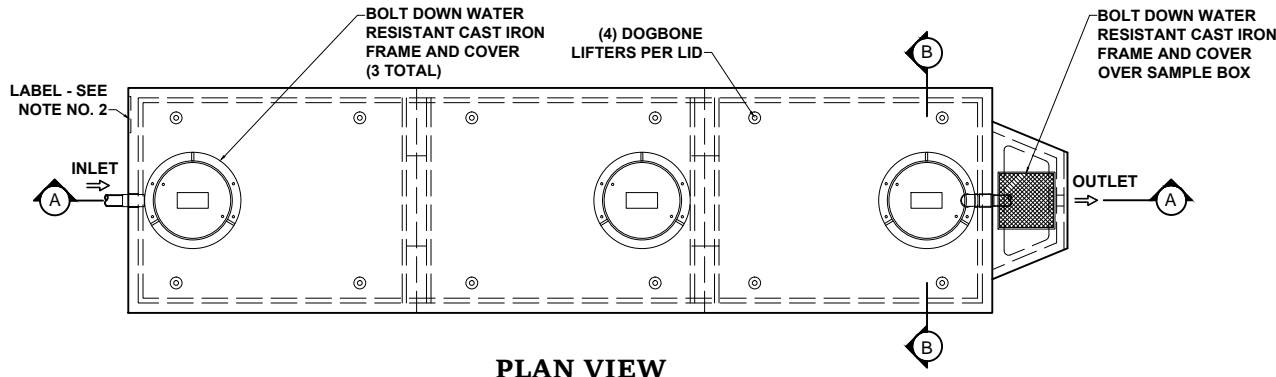 BOLT DOWN WATER
RESISTANT CAST IRON
FRAME AND COVER
(3 TOTAL)
(4) DOGBONE
LIFTERS PER LID
BOLT DOWN WATER
RESISTANT CAST IRON
FRAME AND COVER
OVER SAMPLE BOX
B
LABEL - SEE
NOTE NO. 2
INLET
A
OUTLET
A
B
PLAN VIEW